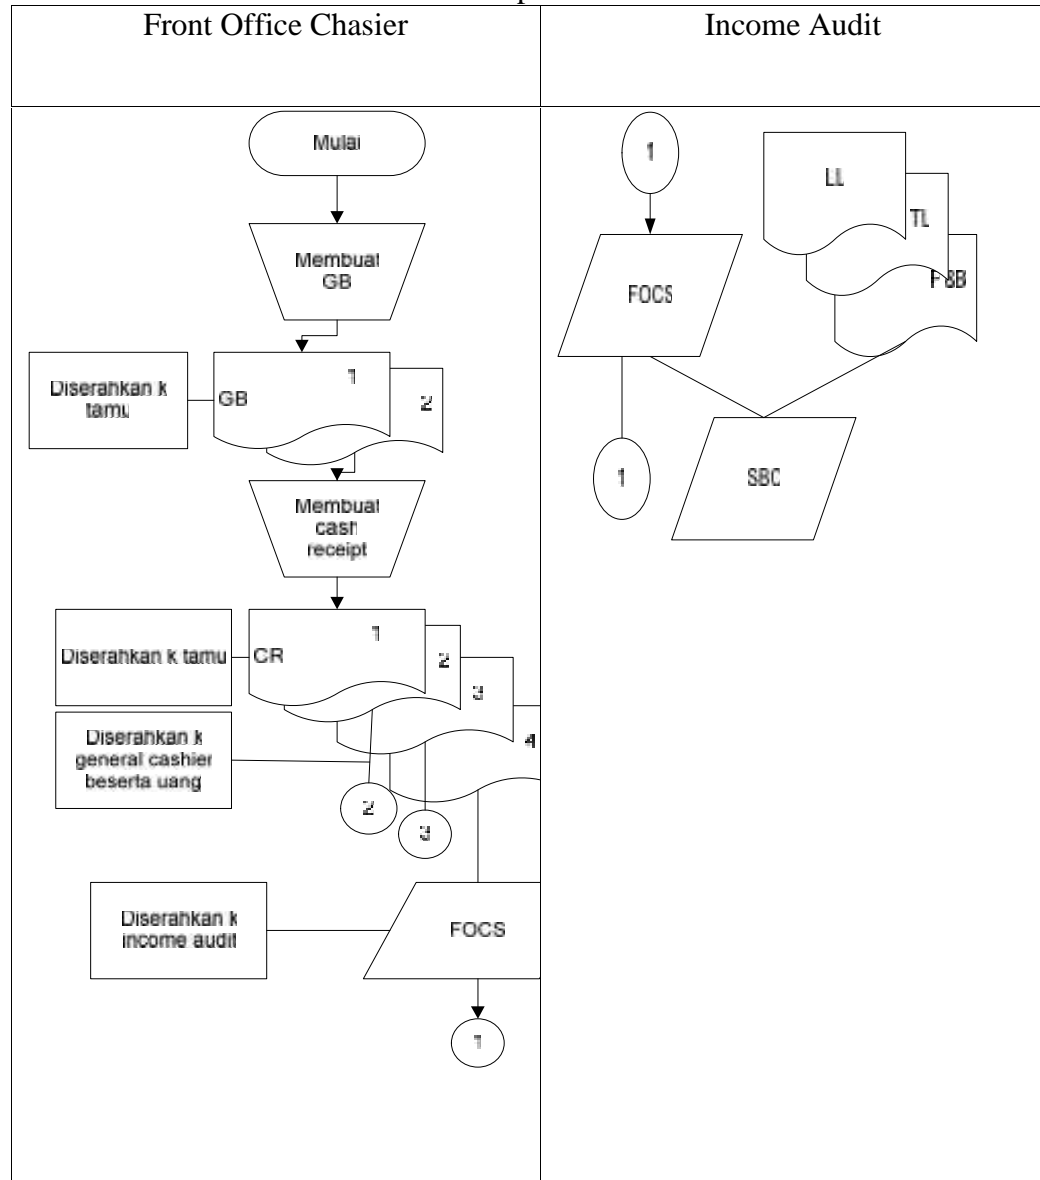 Front Office Chasier
Income Audit
Mulai
Membuat
GB
Diserahkan k
tamu
GB
1
2
Membuat
cash
receipt
Diserahkan k tamu
CR
1
2
3
4
Diserahkan k
general cashier
beserta uang
2
3
Diserahkan k
income audit
FOCS
1
1
LL
TL
F&B
FOCS
1
SBC